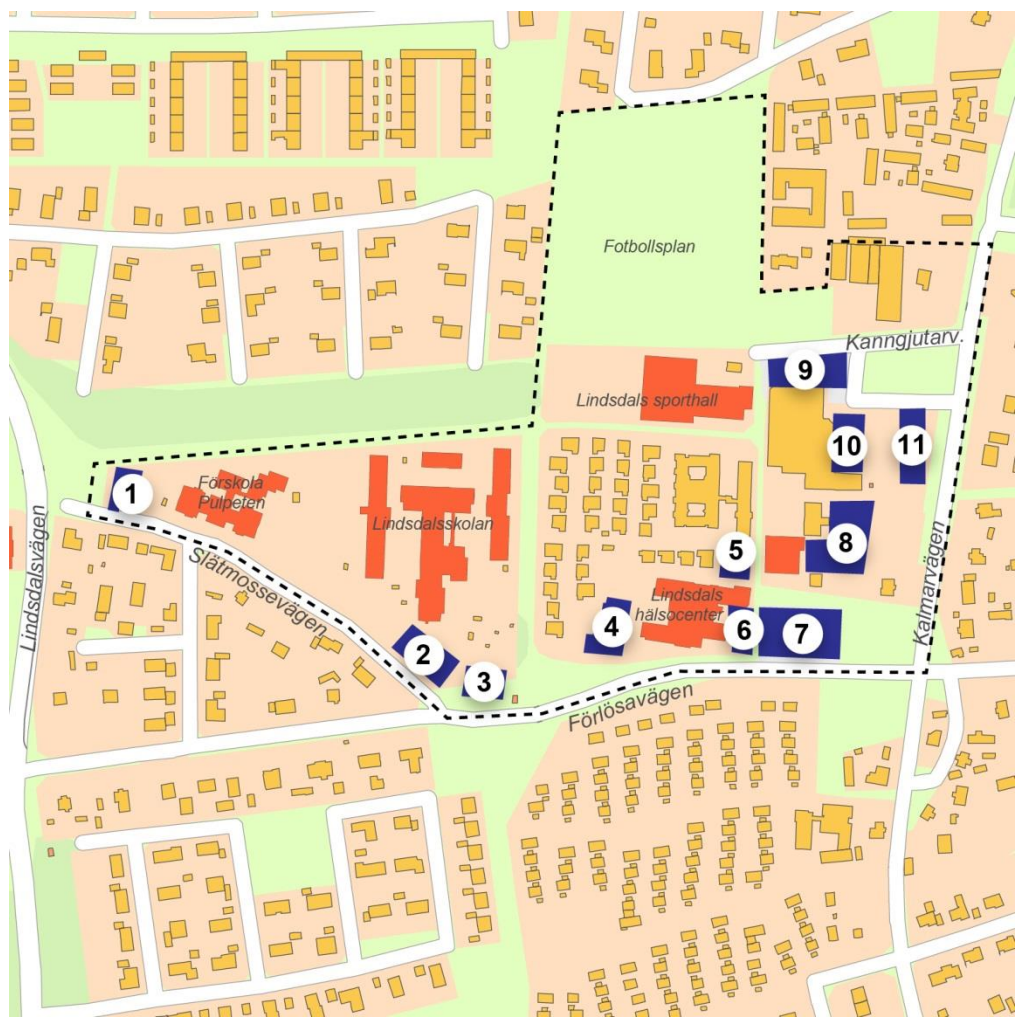 Fotbollsplan
Kanngjutarv.
9
Lindsdals sporthall
10
11
Förskola
Pulpeten
1
Lindsdalsskolan
8
5
Lindsdalsvägen
Slätmossevägen
Lindsdals
hälsocenter
Kalmarvägen
4
6
7
2
3
Förlösavägen